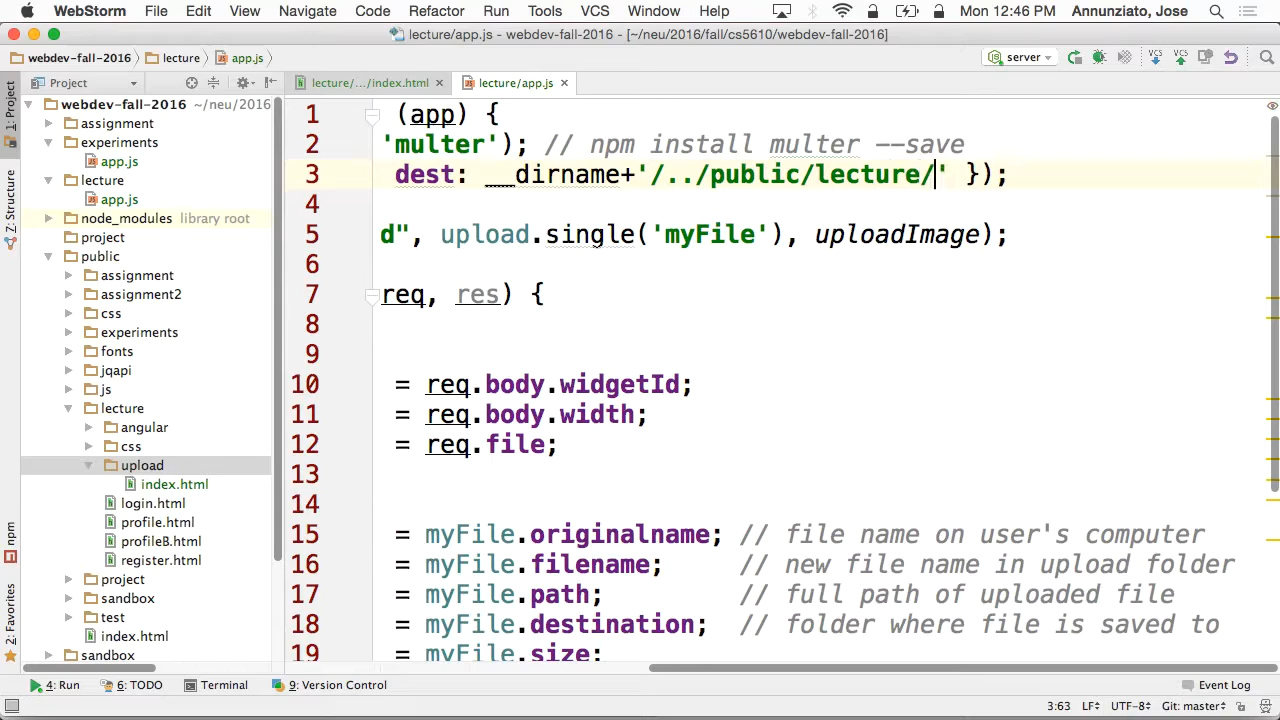 WebStorm File Edit View Navigate Code Refactor Run Tools VCS Window Help Mon 12:46 PM Annunziato, Jose
lecture/app.js - webdev-fall-2016 - [~/neu/2016/fall/cs5610/webdev-fall-2016]
webdev-fall-2016 lecture app.js server VCS VCS
Project lecture/.../index.html lecture/app.js
1: Project
Z: Structure
npm
2: Favorites
webdev-fall-2016 ~/neu/2016
assignment
experiments
app.js
lecture
app.js
node_modules library root
project
public
assignment
assignment2
css
experiments
fonts
jqapi
js
lecture
angular
css
upload
index.html
login.html
profile.html
profileB.html
register.html
project
sandbox
test
index.html
sandbox
1 (app) {
2 'multer'); // npm install multer --save
3 dest: __dirname+'/../public/lecture/' });
4
5 d", upload.single('myFile'), uploadImage);
6
7 req, res) {
8
9
10 = req.body.widgetId;
11 = req.body.width;
12 = req.file;
13
14
15 = myFile.originalname; // file name on user's computer
16 = myFile.filename; // new file name in upload folder
17 = myFile.path; // full path of uploaded file
18 = myFile.destination; // folder where file is saved to
19 = myFile.size;
4: Run 6: TODO Terminal 9: Version Control Event Log
3:63 LF UTF-8 Git: master